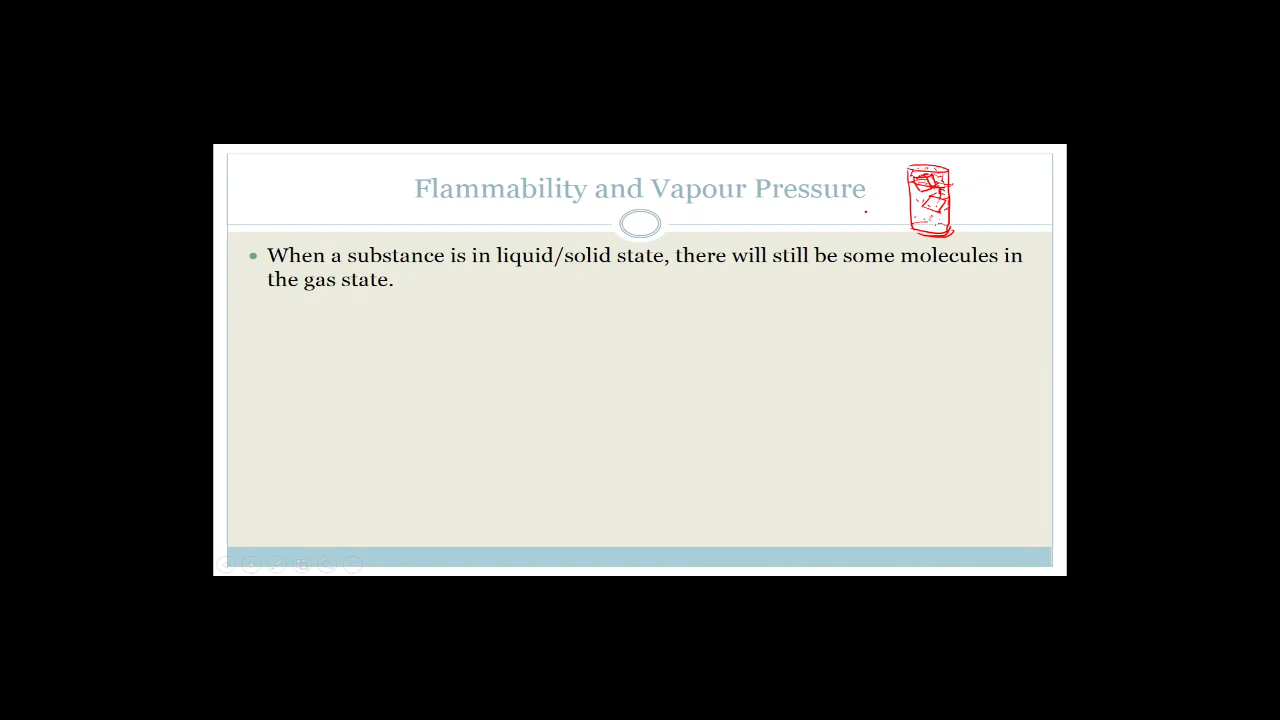 Flammability and Vapour Pressure
When a substance is in liquid/solid state, there will still be some molecules in
the gas state.